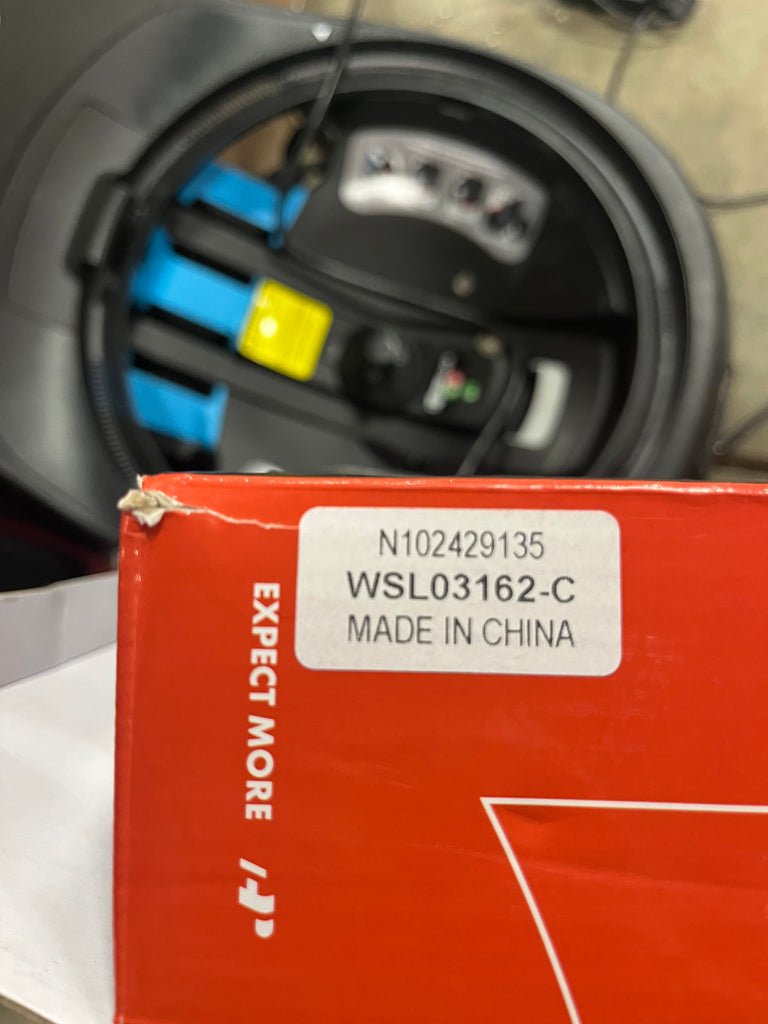 N102429135
WSL03162-C
MADE IN CHINA
EXPECT MORE